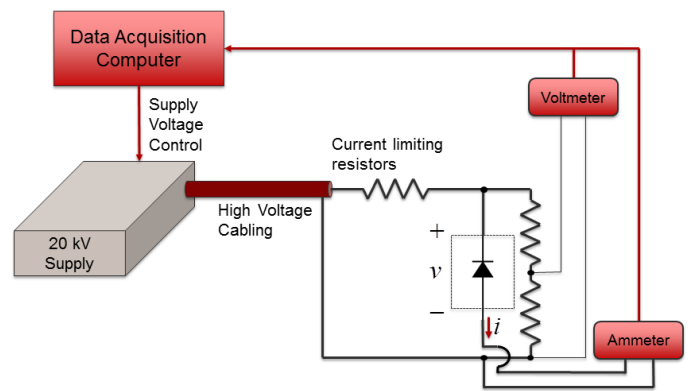 Data Acquisition
Computer
Voltmeter
Supply
Voltage
Control
Current limiting
resistors
High Voltage
Cabling
20 kV
Supply
+
v
−
i
Ammeter